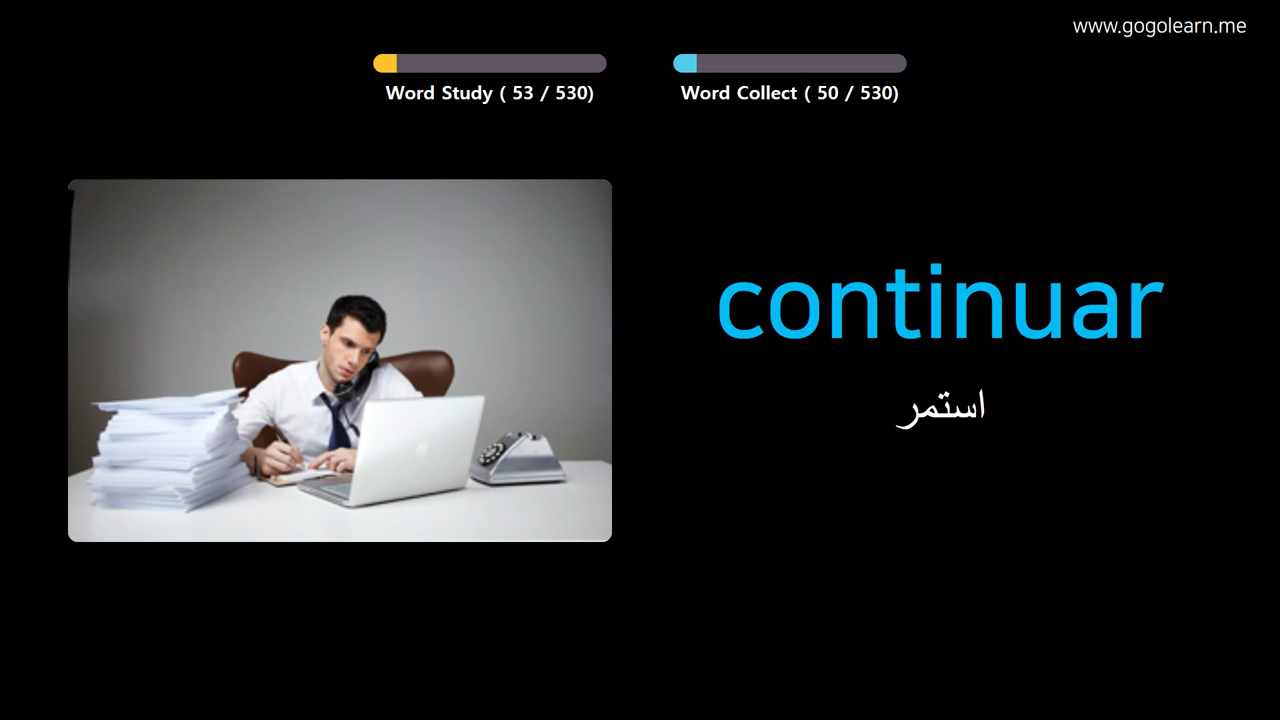 www.gogolearn.me
Word Study ( 53 / 530)
Word Collect ( 50 / 530)
continuar
استمر